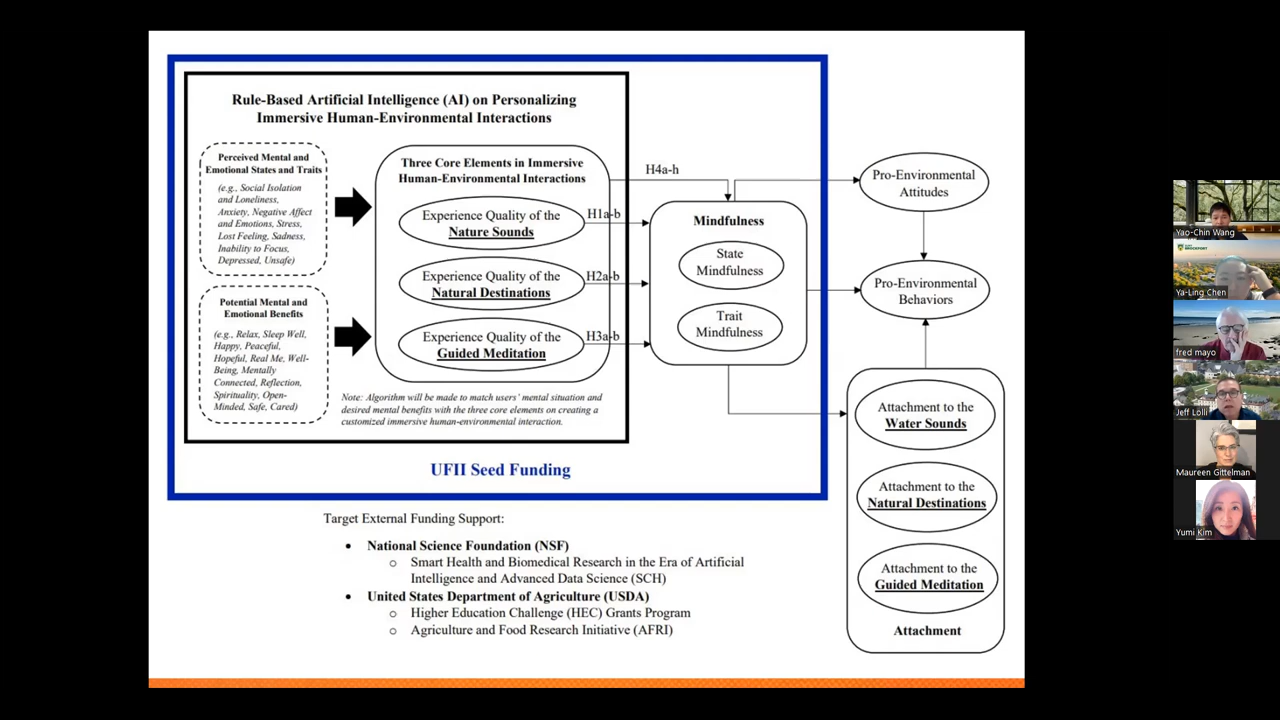 Rule-Based Artificial Intelligence (AI) on Personalizing
Immersive Human-Environmental Interactions
Perceived Mental and
Emotional States and Traits
(e.g., Social Isolation
and Loneliness,
Anxiety, Negative Affect
and Emotions, Stress,
Lost Feeling, Sadness,
Inability to Focus,
Depressed, Unsafe)
Potential Mental and
Emotional Benefits
(e.g., Relax, Sleep Well,
Happy, Peaceful,
Hopeful, Real Me, Well-
Being, Mentally
Connected, Reflection,
Spirituality, Open-
Minded, Safe, Cared)
Three Core Elements in Immersive
Human-Environmental Interactions
Experience Quality of the
Nature Sounds
Experience Quality of the
Natural Destinations
Experience Quality of the
Guided Meditation
Note: Algorithm will be made to match users' mental situation and
desired mental benefits with the three core elements on creating a
customized immersive human-environmental interaction.
H4a-h
H1a-b
H2a-b
H3a-b
Mindfulness
State
Mindfulness
Trait
Mindfulness
Pro-Environmental
Attitudes
Pro-Environmental
Behaviors
Attachment to the
Water Sounds
Attachment to the
Natural Destinations
Attachment to the
Guided Meditation
Attachment
UFII Seed Funding
Target External Funding Support:
• National Science Foundation (NSF)
o Smart Health and Biomedical Research in the Era of Artificial
Intelligence and Advanced Data Science (SCH)
• United States Department of Agriculture (USDA)
o Higher Education Challenge (HEC) Grants Program
o Agriculture and Food Research Initiative (AFRI)
Yao-Chin Wang
BROCKPORT
Ya-Ling Chen
fred mayo
Jeff Lolli
Maureen Gittelman
Yumi Kim